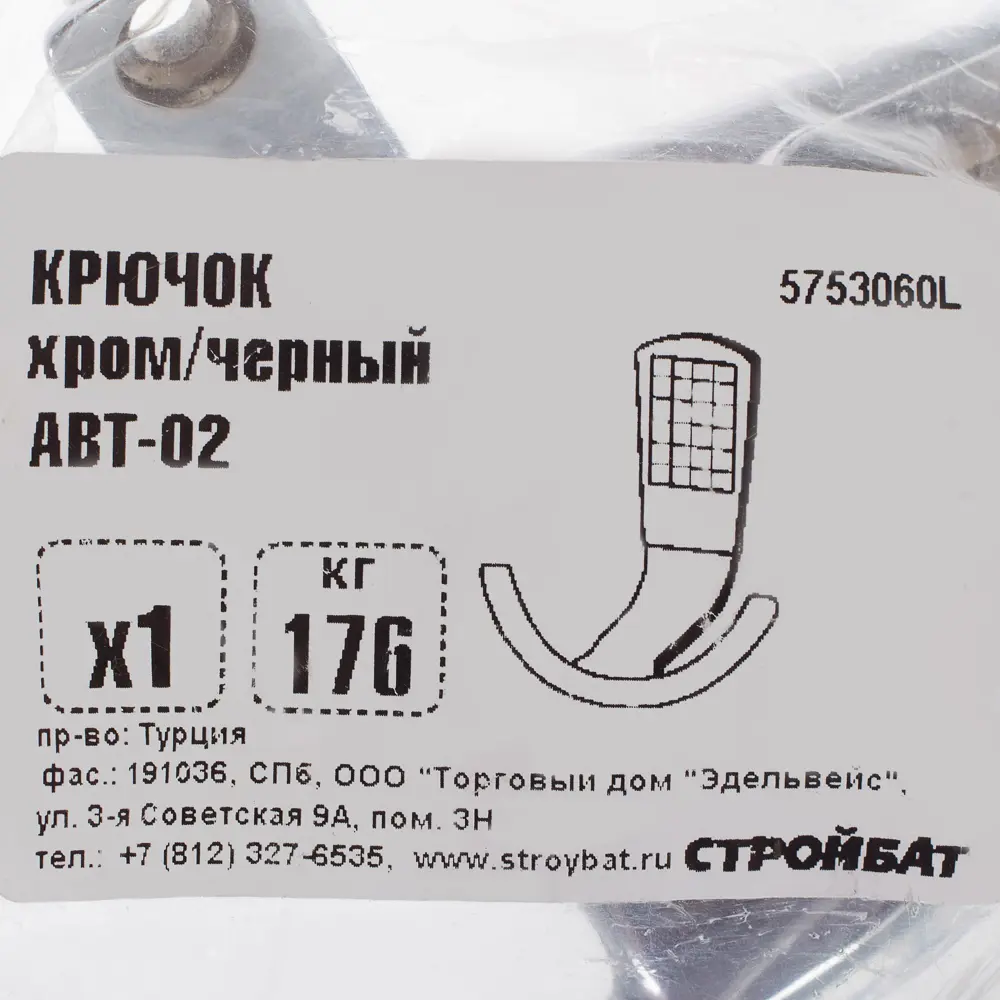 КРЮЧОК
хром/черный
АВТ-02
5753060L
x1
кг
176
пр-во: Турция
фас.: 191036, СПб, ООО "Торговый дом "Эдельвейс",
ул. 3-я Советская 9А, пом. 3Н
тел.: +7 (812) 327-6535, www.stroybat.ru СТРОЙБАТ